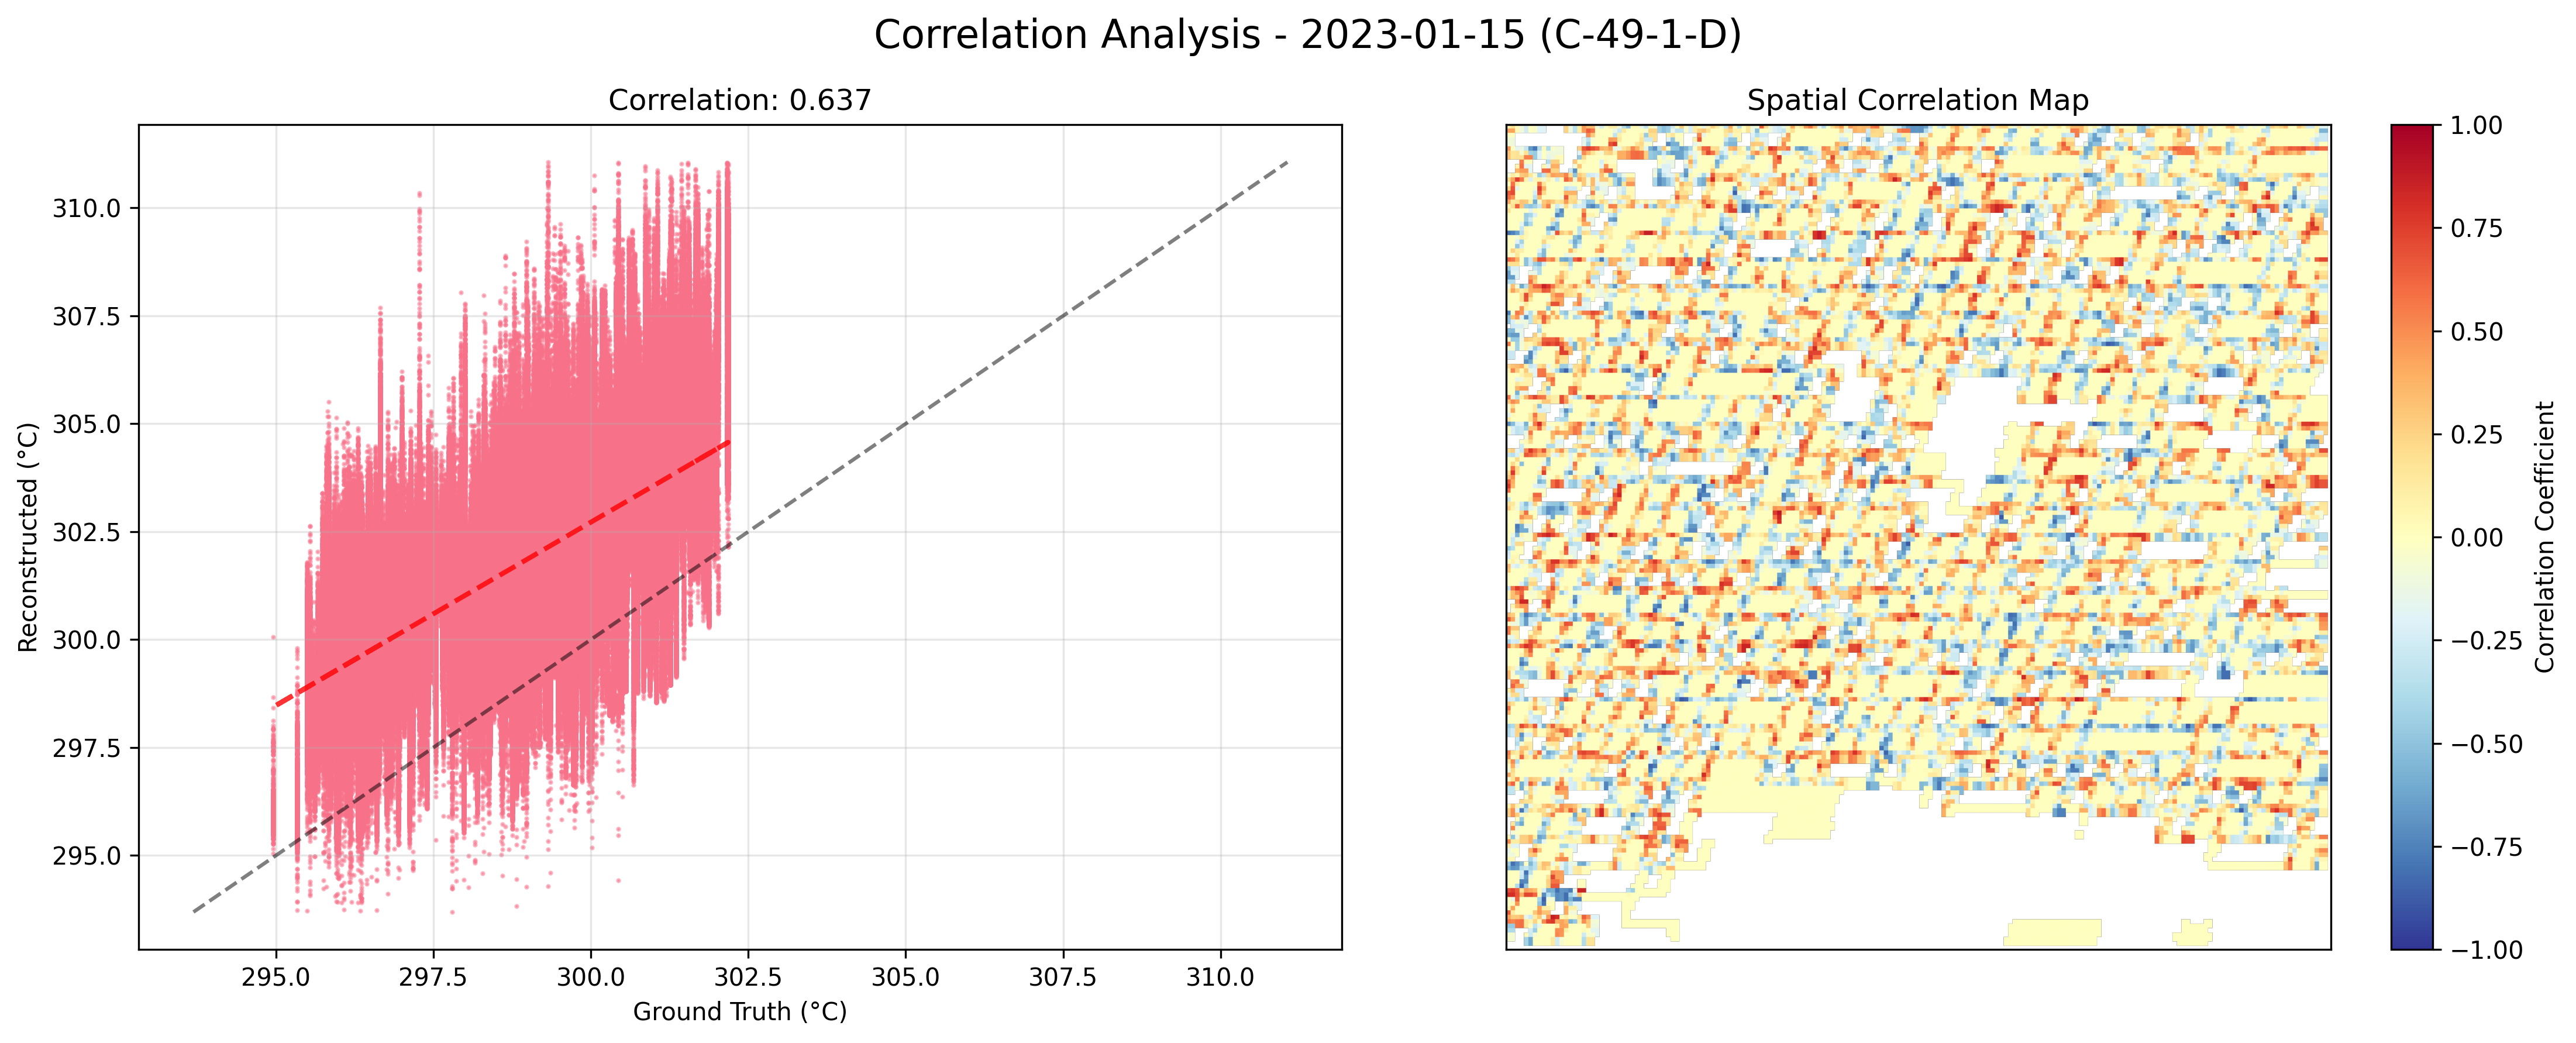 Correlation Analysis - 2023-01-15 (C-49-1-D)
Correlation: 0.637
310.0
307.5
305.0
302.5
300.0
297.5
295.0
Reconstructed (°C)
295.0 297.5 300.0 302.5 305.0 307.5 310.0
Ground Truth (°C)
Spatial Correlation Map
1.00
0.75
0.50
0.25
0.00
−0.25
−0.50
−0.75
−1.00
Correlation Coefficient